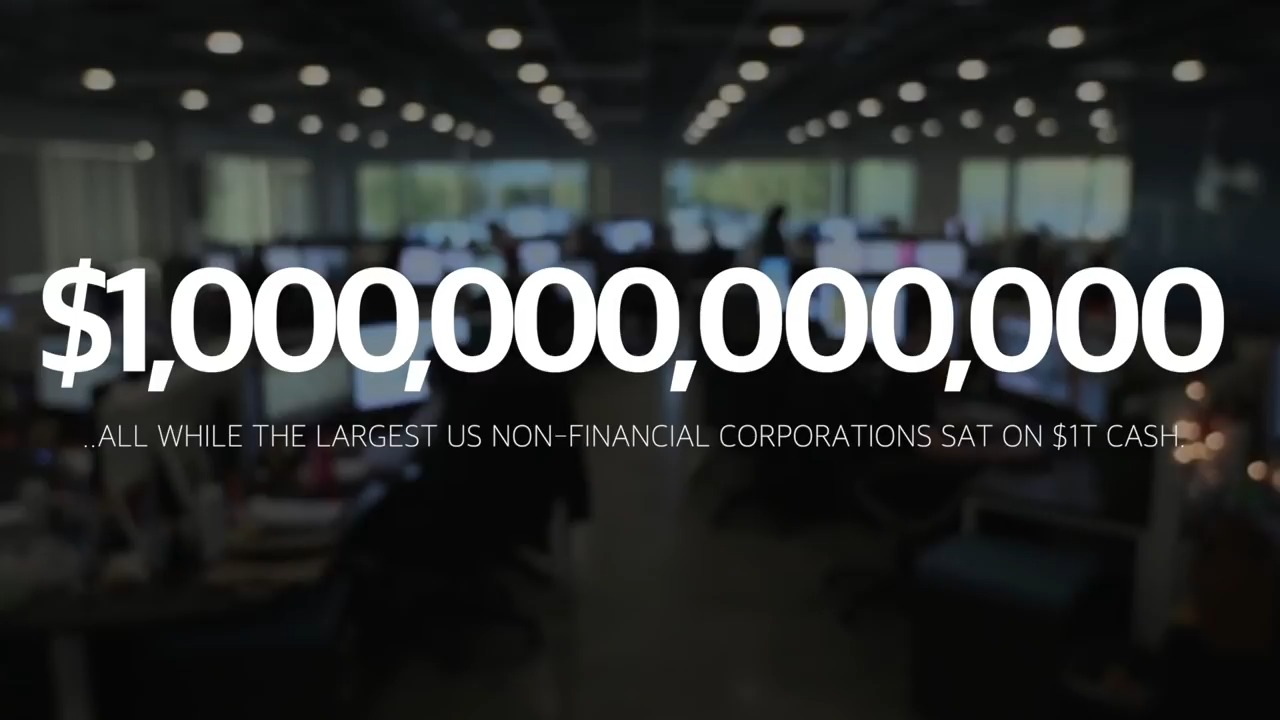 $1,000,000,000,000
..ALL WHILE THE LARGEST US NON-FINANCIAL CORPORATIONS SAT ON $1T CASH.